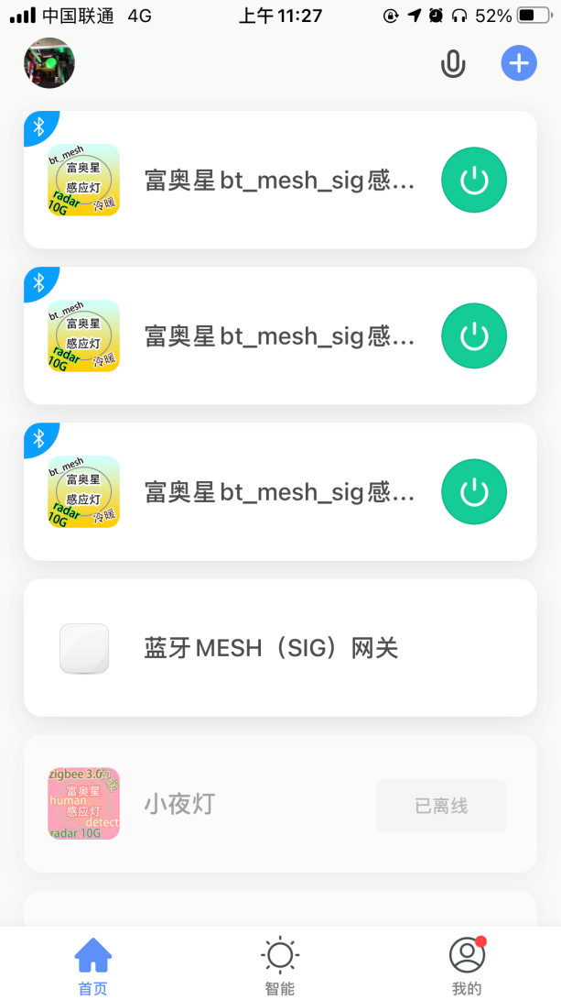 中国联通 4G 上午 11:27 52%
bt_mesh
富奥星
感应灯
radar
10G
冷暖
富奥星 bt_mesh_sig 感...
bt_mesh
富奥星
感应灯
radar
10G
冷暖
富奥星 bt_mesh_sig 感...
bt_mesh
富奥星
感应灯
radar
10G
冷暖
富奥星 bt_mesh_sig 感...
蓝牙 MESH（SIG）网关
zigbee 3.0
冷暖
富奥星
human
感应灯
detect
radar 10G
小夜灯
已离线
首页
智能
我的